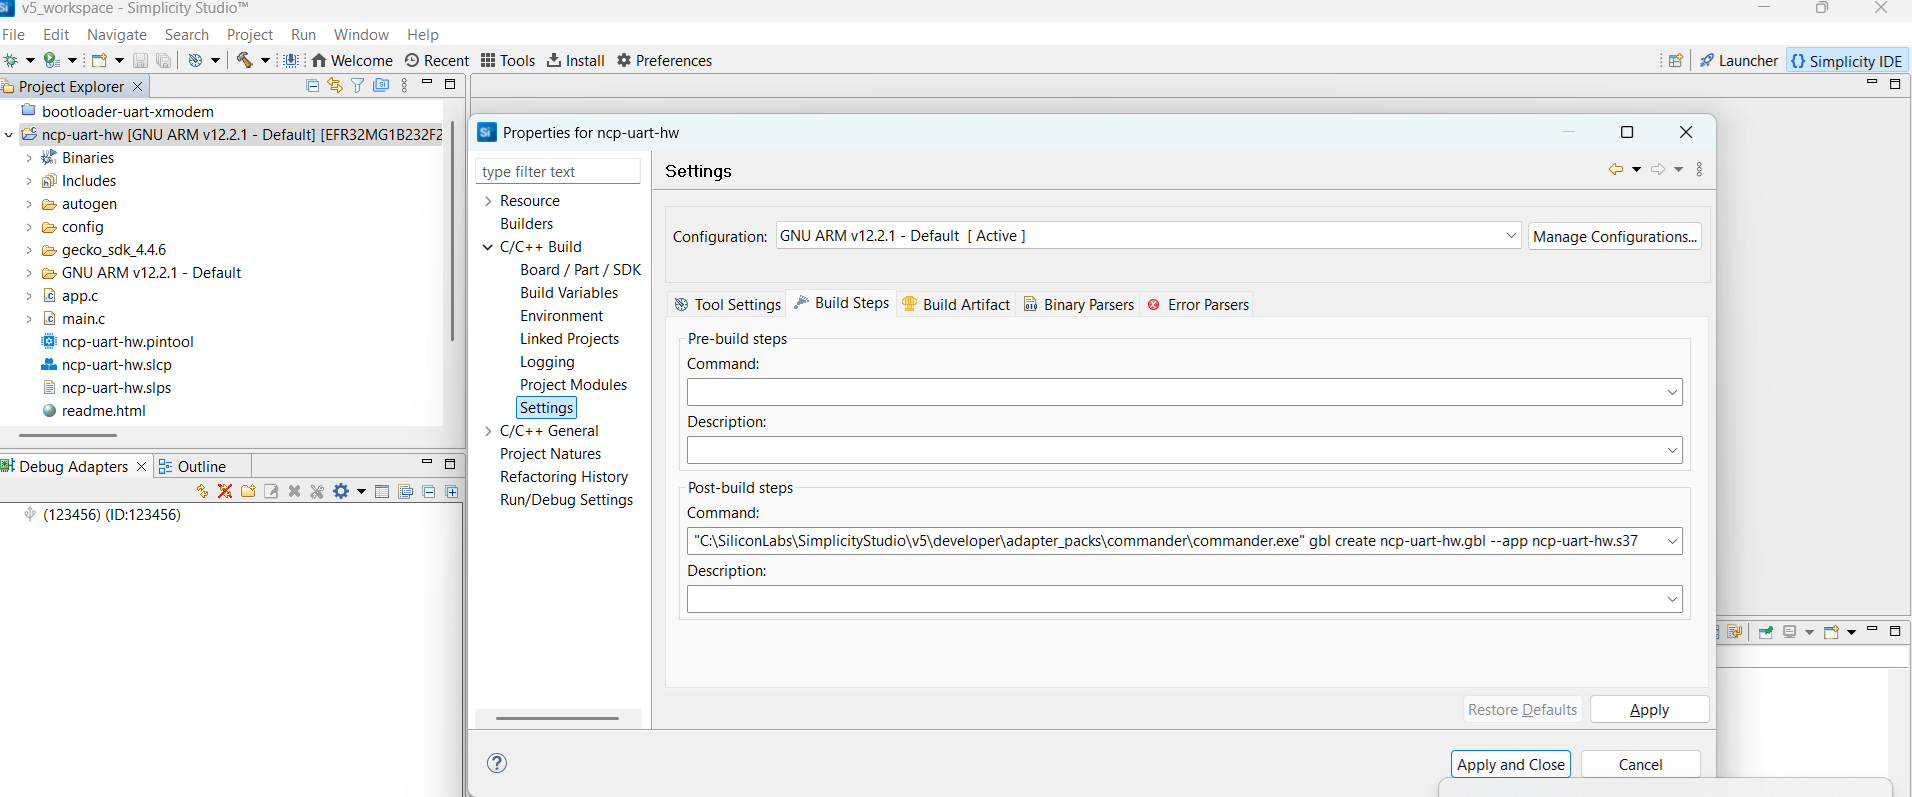 v5_workspace - Simplicity Studio™
File Edit Navigate Search Project Run Window Help
Welcome Recent Tools Install Preferences
Launcher {} Simplicity IDE
Project Explorer
bootloader-uart-xmodem
ncp-uart-hw [GNU ARM v12.2.1 - Default] [EFR32MG1B232F2
Binaries
Includes
autogen
config
gecko_sdk_4.4.6
GNU ARM v12.2.1 - Default
app.c
main.c
ncp-uart-hw.pintool
ncp-uart-hw.slcp
ncp-uart-hw.slps
readme.html
Debug Adapters
Outline
(123456) (ID:123456)
Si Properties for ncp-uart-hw
type filter text
Resource
Builders
C/C++ Build
Board / Part / SDK
Build Variables
Environment
Linked Projects
Logging
Project Modules
Settings
C/C++ General
Project Natures
Refactoring History
Run/Debug Settings
Settings
Configuration: GNU ARM v12.2.1 - Default [ Active ] Manage Configurations...
Tool Settings Build Steps Build Artifact Binary Parsers Error Parsers
Pre-build steps
Command:
Description:
Post-build steps
Command:
"C:\SiliconLabs\SimplicityStudio\v5\developer\adapter_packs\commander\commander.exe" gbl create ncp-uart-hw.gbl --app ncp-uart-hw.s37
Description:
Restore Defaults Apply
Apply and Close Cancel